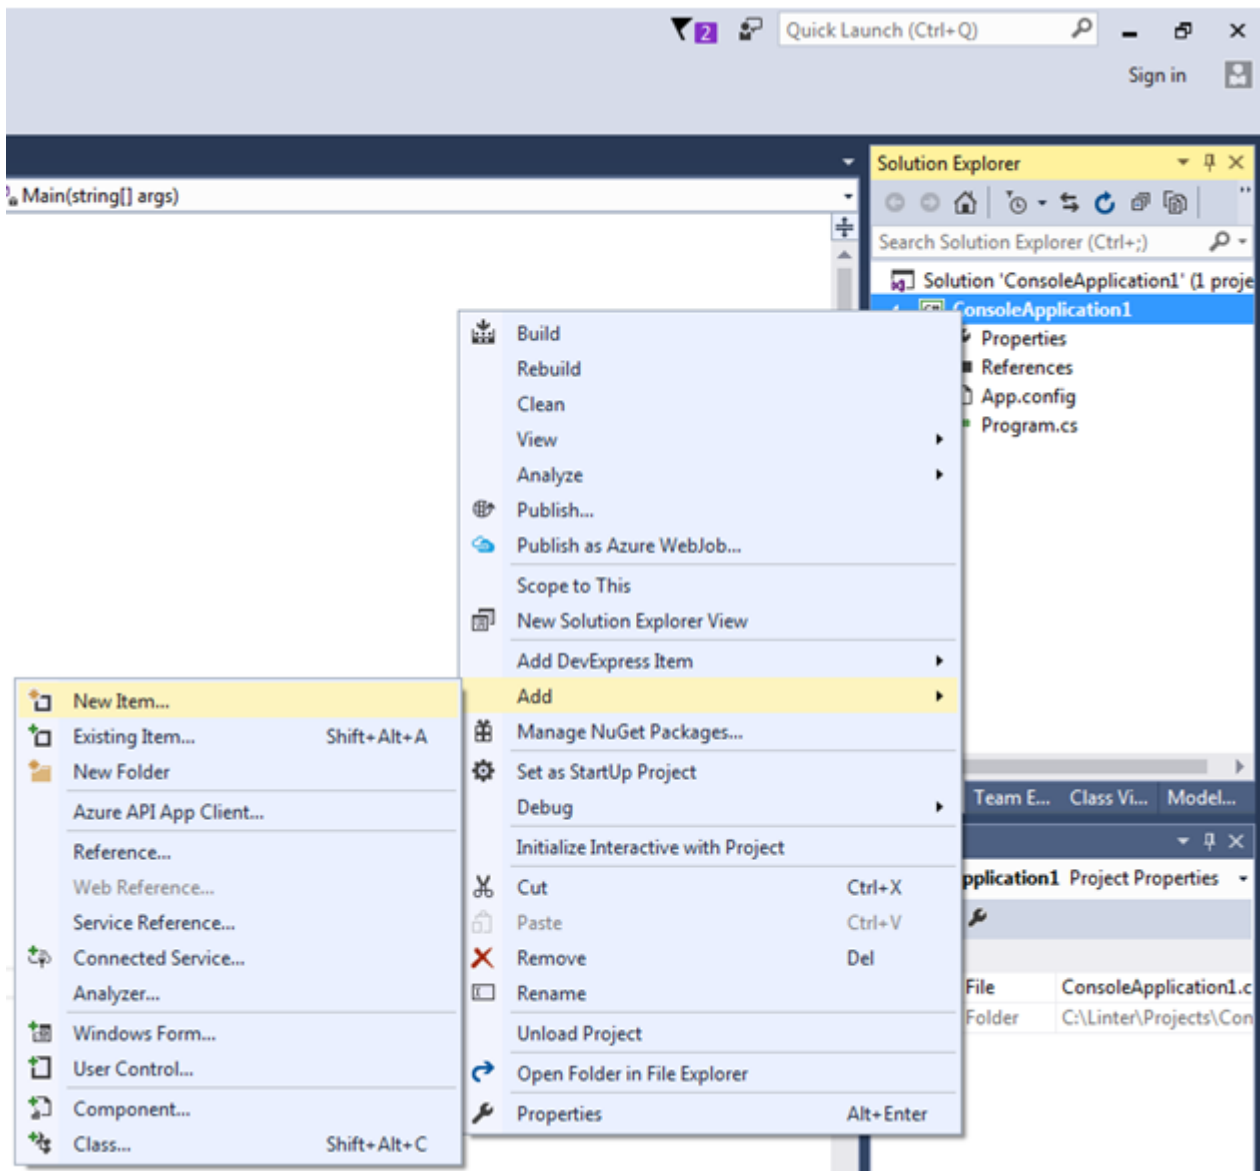 2
Quick Launch (Ctrl+Q)
Sign in
Main(string[] args)
Solution Explorer
Search Solution Explorer (Ctrl+;)
Solution 'ConsoleApplication1' (1 proje
ConsoleApplication1
Properties
References
App.config
Program.cs
Build
Rebuild
Clean
View
Analyze
Publish...
Publish as Azure WebJob...
Scope to This
New Solution Explorer View
Add DevExpress Item
Add
Manage NuGet Packages...
Set as StartUp Project
Debug
Initialize Interactive with Project
Cut Ctrl+X
Paste Ctrl+V
Remove Del
Rename
Unload Project
Open Folder in File Explorer
Properties Alt+Enter
New Item...
Existing Item... Shift+Alt+A
New Folder
Azure API App Client...
Reference...
Web Reference...
Service Reference...
Connected Service...
Analyzer...
Windows Form...
User Control...
Component...
Class... Shift+Alt+C
Team E... Class Vi... Model...
pplication1 Project Properties
File ConsoleApplication1.c
Folder C:\Linter\Projects\Con